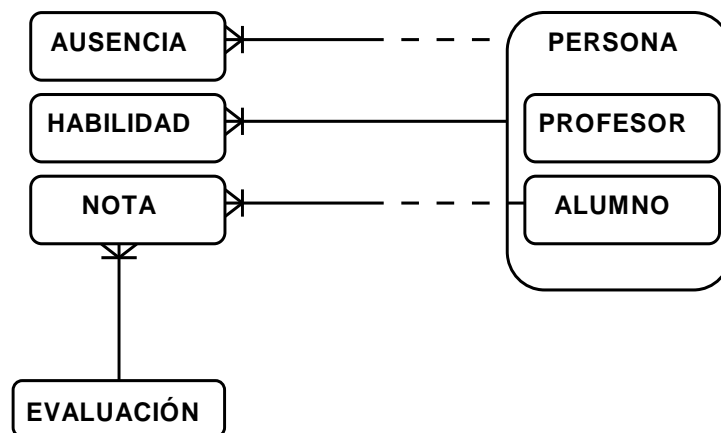 AUSENCIA
PERSONA
HABILIDAD
PROFESOR
NOTA
ALUMNO
EVALUACIÓN